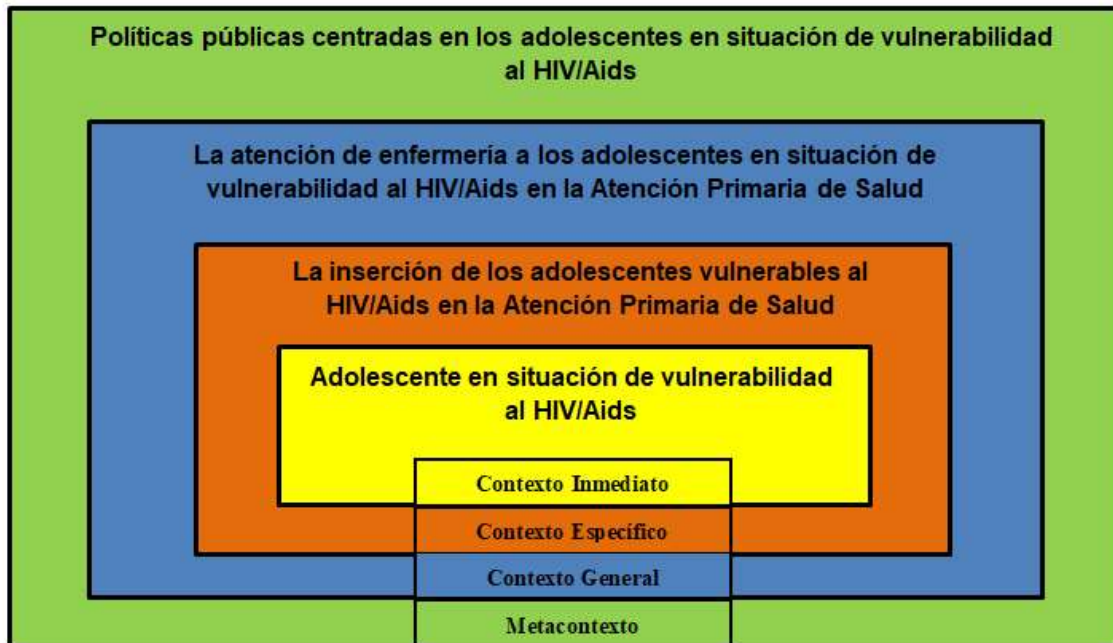 Políticas públicas centradas en los adolescentes en situación de vulnerabilidad
al HIV/Aids
La atención de enfermería a los adolescentes en situación de
vulnerabilidad al HIV/Aids en la Atención Primaria de Salud
La inserción de los adolescentes vulnerables al
HIV/Aids en la Atención Primaria de Salud
Adolescente en situación de vulnerabilidad
al HIV/Aids
Contexto Inmediato
Contexto Específico
Contexto General
Metacontexto